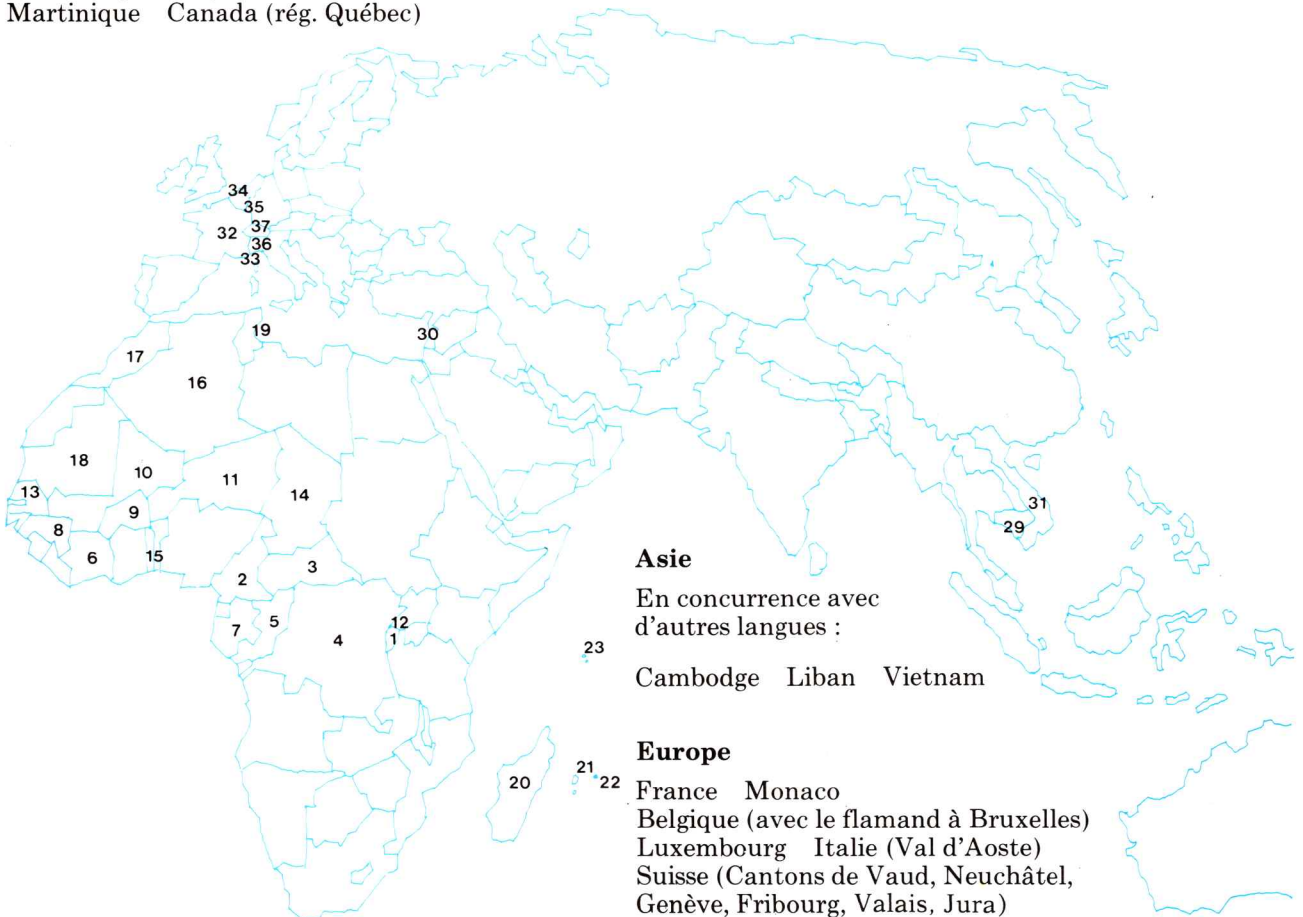 Martinique Canada (rég. Québec)
34
35
37
32
36
33
19
30
17
16
18
10
11
13
14
9
31
8
29
6
15
3
2
5
7
12
4
1
23
21
22
20
Asie
En concurrence avec
d'autres langues :
Cambodge Liban Vietnam
Europe
France Monaco
Belgique (avec le flamand à Bruxelles)
Luxembourg Italie (Val d'Aoste)
Suisse (Cantons de Vaud, Neuchâtel,
Genève, Fribourg, Valais, Jura)